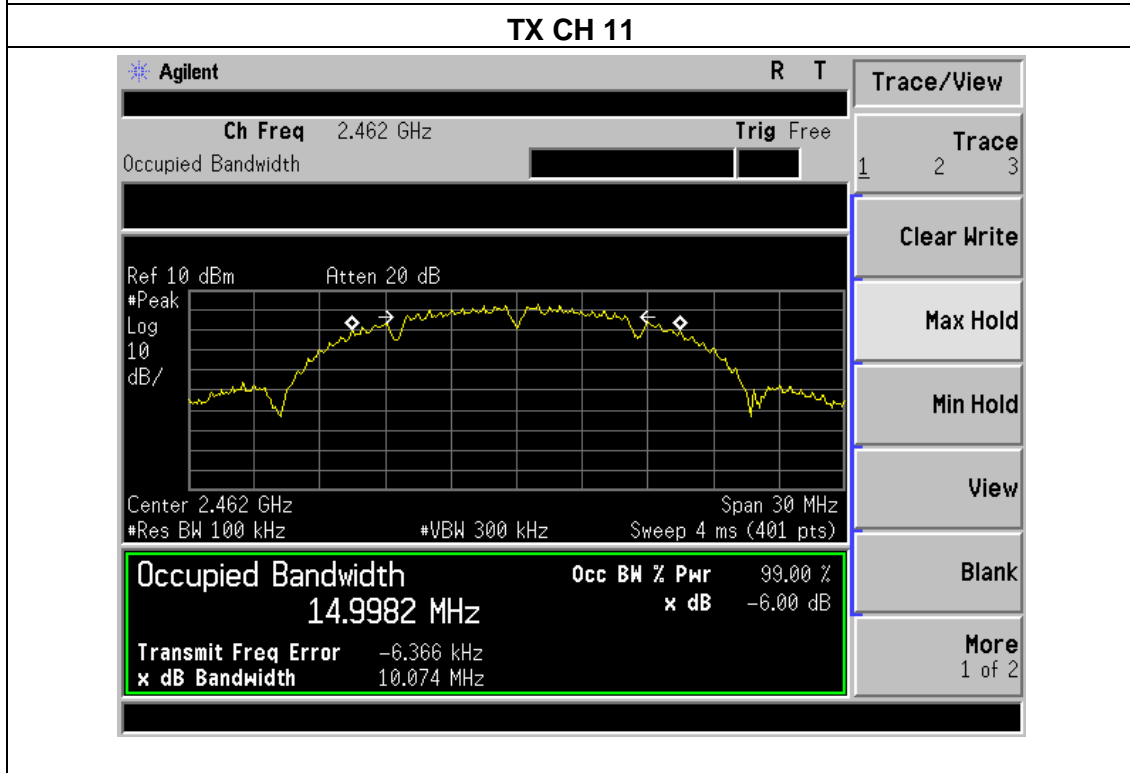 TX CH 11
Agilent R T
Trace/View
Ch Freq 2.462 GHz Trig Free
Occupied Bandwidth
Trace
1 2 3
Clear Write
Ref 10 dBm Atten 20 dB
#Peak
Log
10
dB/
Max Hold
Min Hold
View
Center 2.462 GHz Span 30 MHz
#Res BW 100 kHz #VBW 300 kHz Sweep 4 ms (401 pts)
Occupied Bandwidth Occ BW % Pwr 99.00 %
14.9982 MHz x dB -6.00 dB
Blank
Transmit Freq Error -6.366 kHz
x dB Bandwidth 10.074 MHz
More
1 of 2